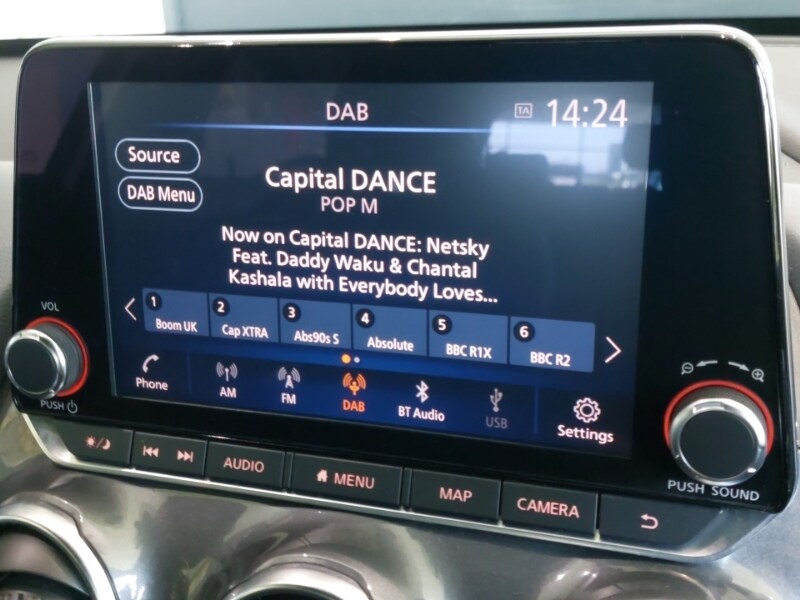 DAB
TA 14:24
Source
DAB Menu
Capital DANCE
POP M
Now on Capital DANCE: Netsky
Feat. Daddy Waku & Chantal
Kashala with Everybody Loves...
1 Boom UK
2 Cap XTRA
3 Abs90s S
4 Absolute
5 BBC R1X
6 BBC R2
Phone
AM
FM
DAB
BT Audio
USB
Settings
VOL
PUSH
PUSH SOUND
AUDIO
MENU
MAP
CAMERA